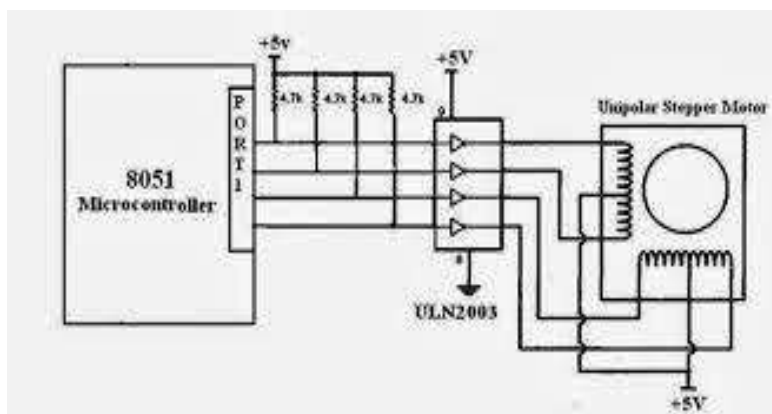 +5v
+5V
4.7k 4.7k 4.7k 4.7k
Unipolar Stepper Motor
9
PORT1
8051
Microcontroller
8
ULN2003
+5V